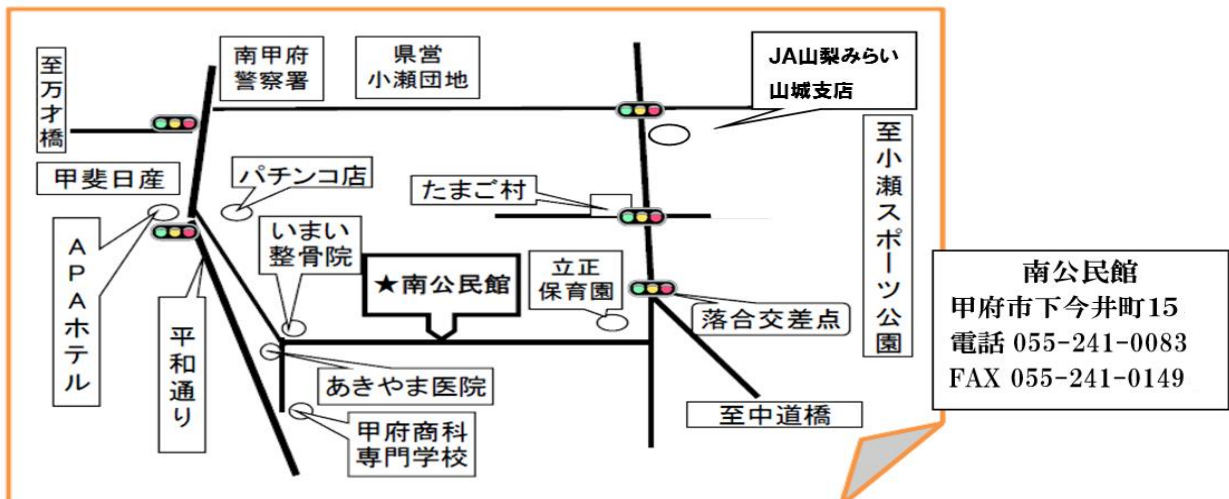 至万才橋
南甲府
警察署
県営
小瀬団地
JA山梨みらい
山城支店
甲斐日産
パチンコ店
たまご村
至小瀬スポーツ公園
APAホテル
平和通り
いまい
整骨院
★南公民館
立正
保育園
落合交差点
あきやま医院
甲府商科
専門学校
至中道橋
南公民館
甲府市下今井町15
電話 055-241-0083
FAX 055-241-0149